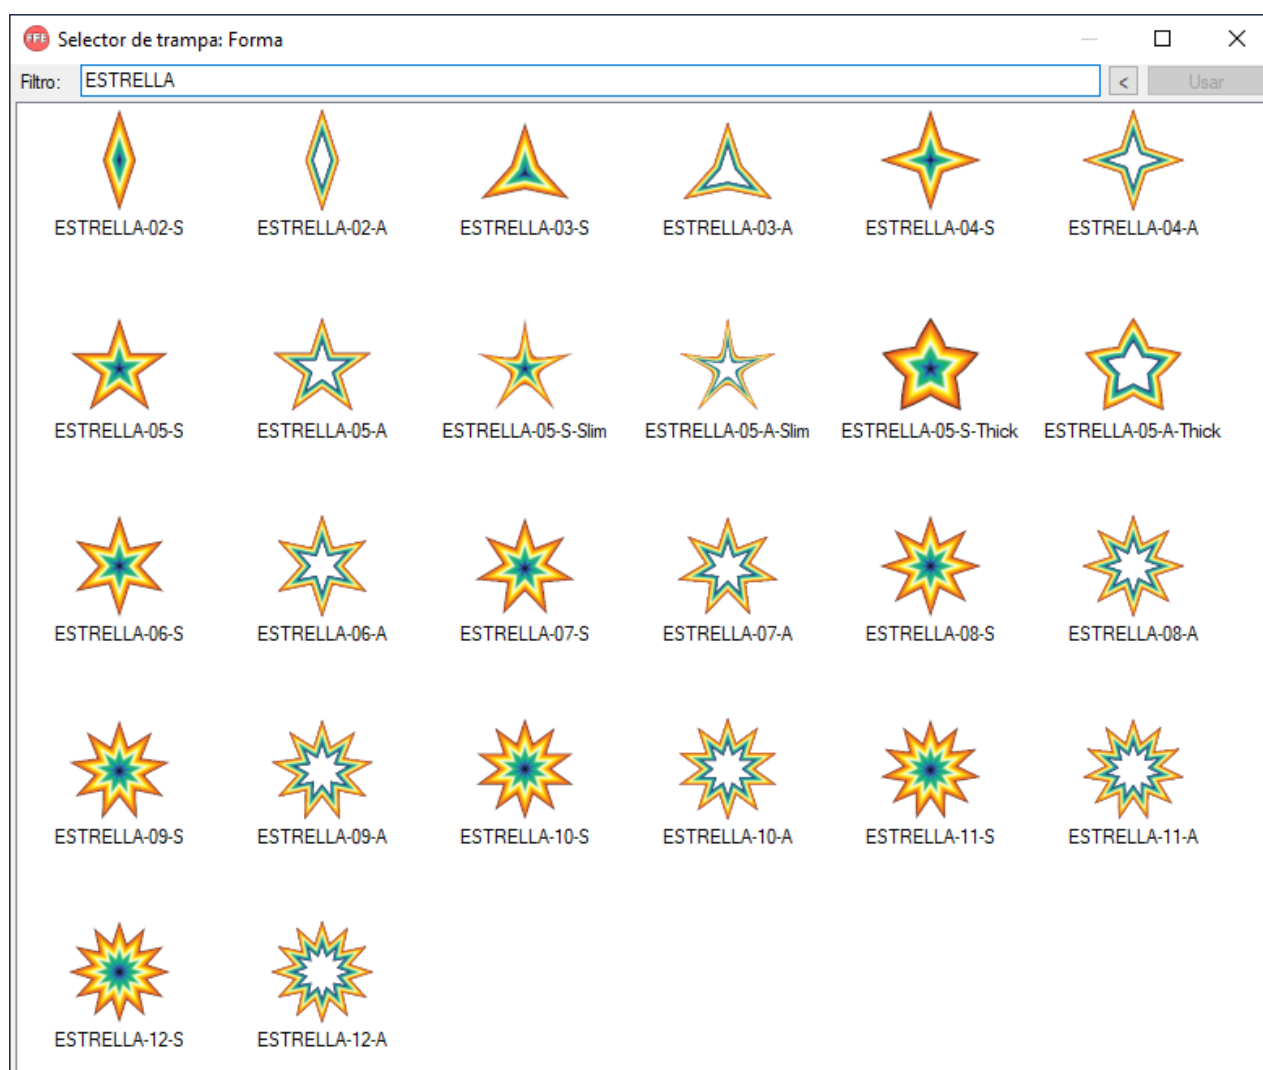 FFE Selector de trampa: Forma
Filtro: ESTRELLA < Usar
ESTRELLA-02-S ESTRELLA-02-A ESTRELLA-03-S ESTRELLA-03-A ESTRELLA-04-S ESTRELLA-04-A
ESTRELLA-05-S ESTRELLA-05-A ESTRELLA-05-S-Slim ESTRELLA-05-A-Slim ESTRELLA-05-S-Thick ESTRELLA-05-A-Thick
ESTRELLA-06-S ESTRELLA-06-A ESTRELLA-07-S ESTRELLA-07-A ESTRELLA-08-S ESTRELLA-08-A
ESTRELLA-09-S ESTRELLA-09-A ESTRELLA-10-S ESTRELLA-10-A ESTRELLA-11-S ESTRELLA-11-A
ESTRELLA-12-S ESTRELLA-12-A